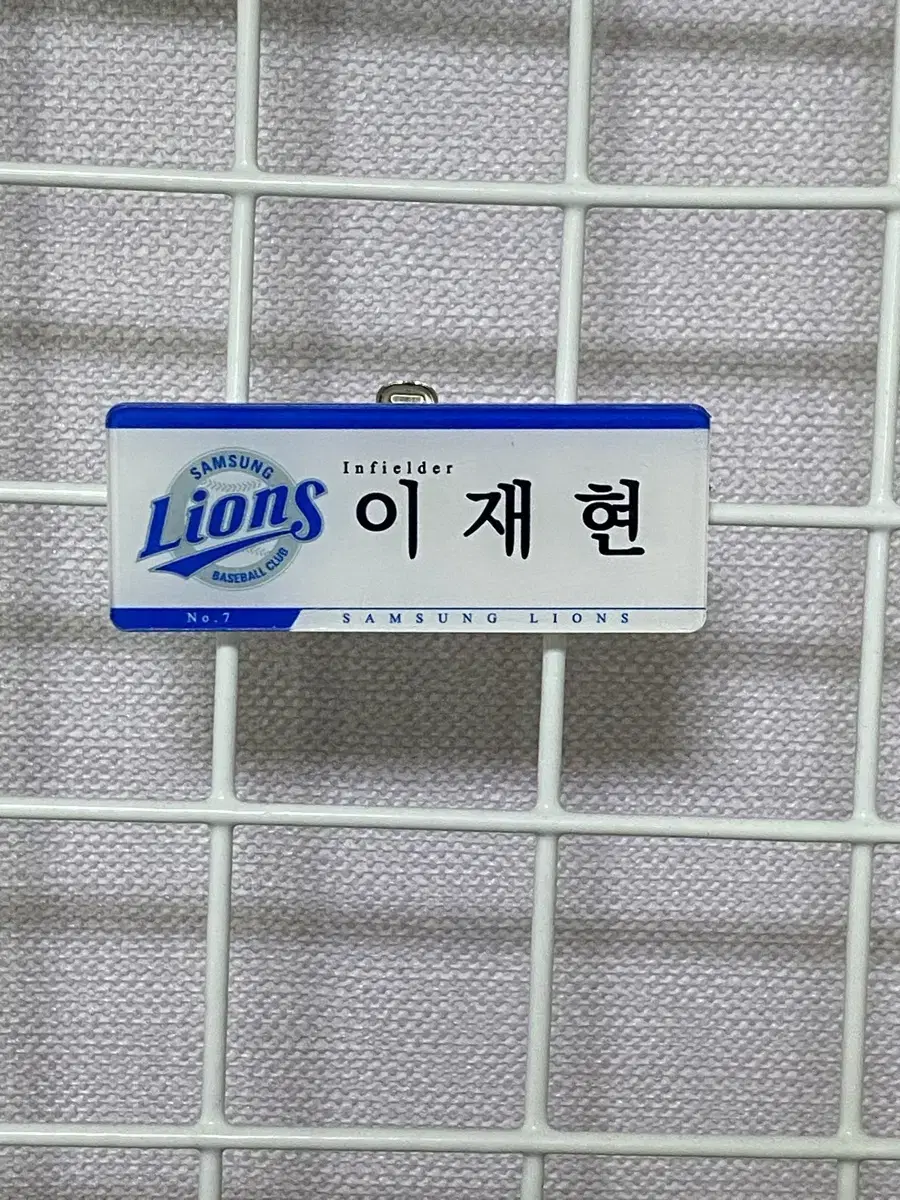 SAMSUNG
Lions
BASEBALL CLUB
Infielder
이재현
No.7
SAMSUNG LIONS